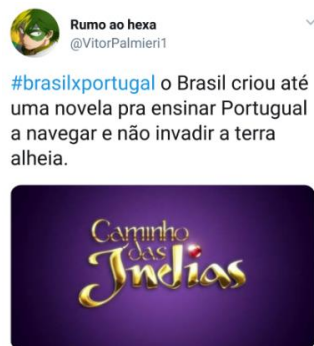 Rumo ao hexa
@VitorPalmieri1
#brasilxportugal o Brasil criou até
uma novela pra ensinar Portugual
a navegar e não invadir a terra
alheia.
Caminho
das
Indias